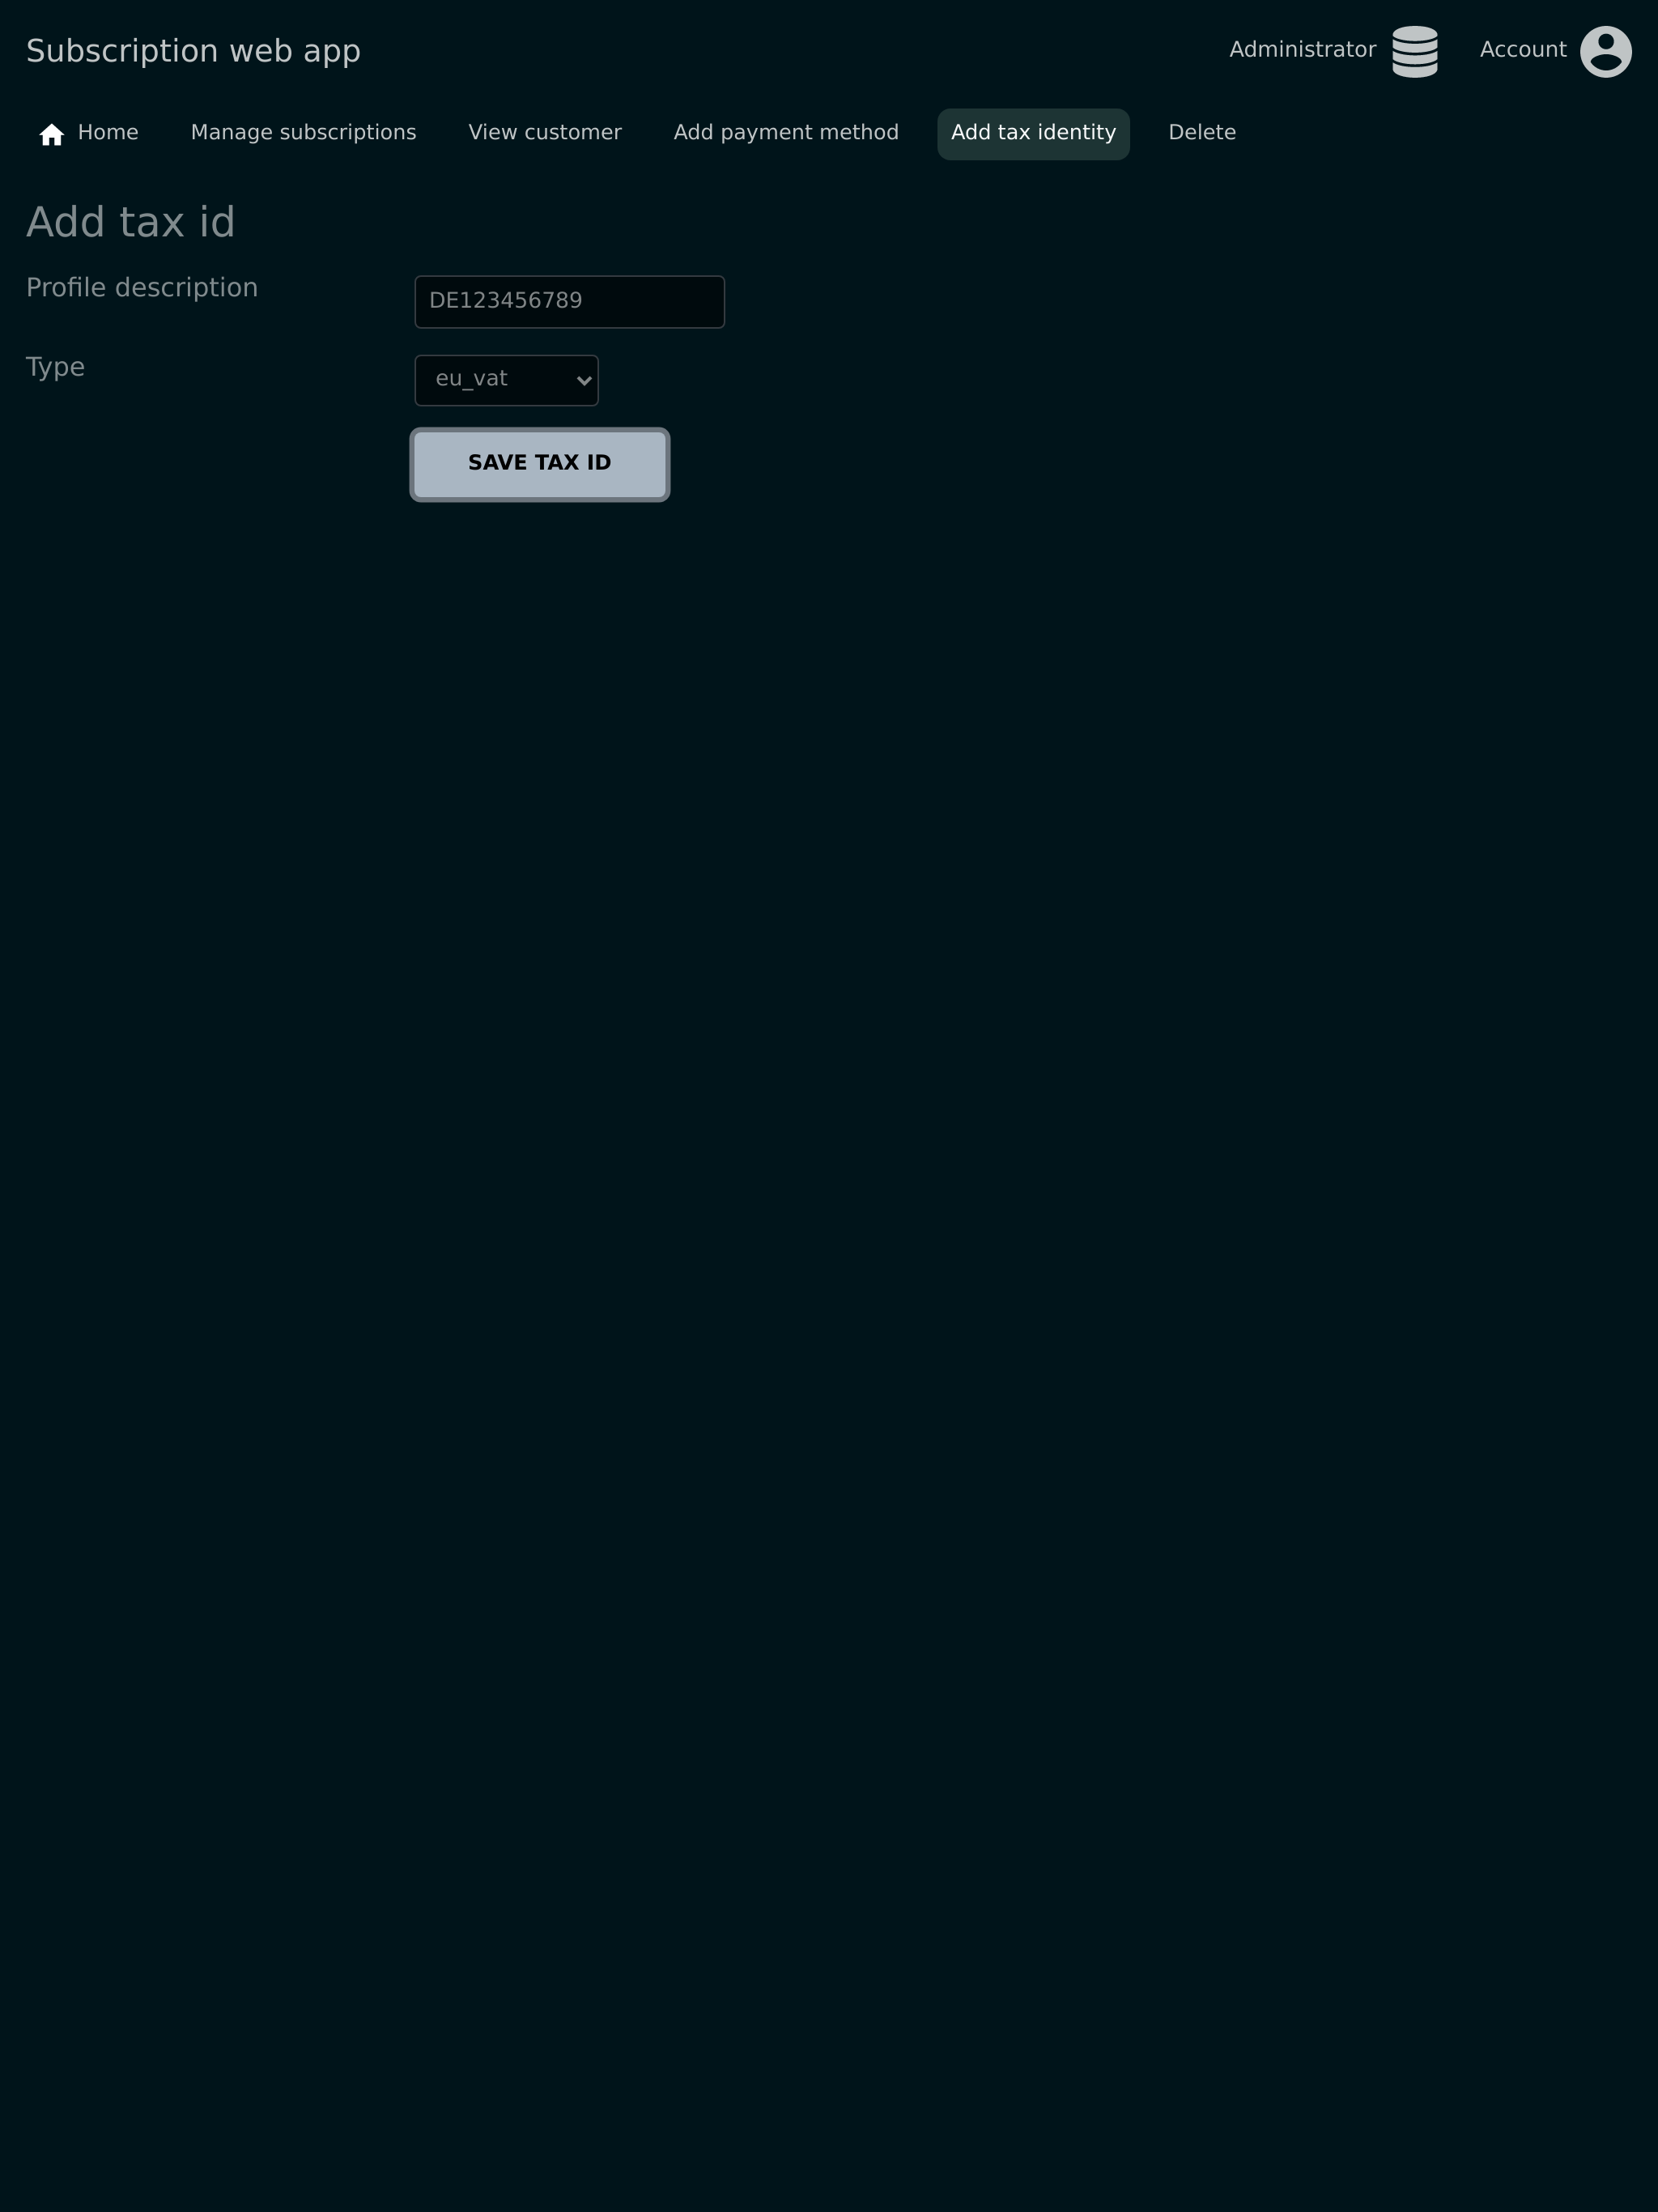 Subscription web app
Administrator
Account
Home
Manage subscriptions
View customer
Add payment method
Add tax identity
Delete
Add tax id
Profile description
DE123456789
Type
eu_vat
SAVE TAX ID